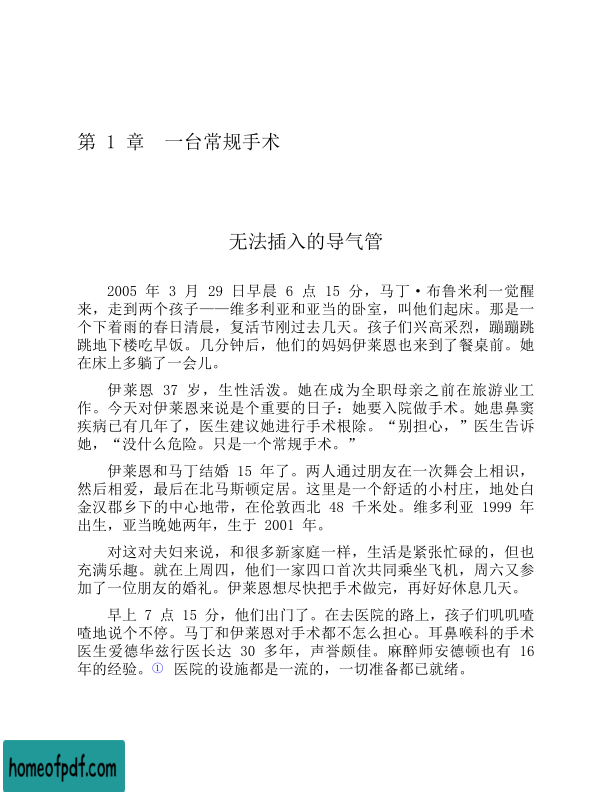 第 1 章 一台常规手术
无法插入的导气管
2005 年 3 月 29 日早晨 6 点 15 分，马丁·布鲁米利一觉醒
来，走到两个孩子——维多利亚和亚当的卧室，叫他们起床。那是一
个下着雨的春日清晨，复活节刚过去几天。孩子们兴高采烈，蹦蹦跳
跳地下楼吃早饭。几分钟后，他们的妈妈伊莱恩也来到了餐桌前。她
在床上多躺了一会儿。
伊莱恩 37 岁，生性活泼。她在成为全职母亲之前在旅游业工
作。今天对伊莱恩来说是个重要的日子：她要入院做手术。她患鼻窦
疾病已有几年了，医生建议她进行手术根除。“别担心，”医生告诉
她，“没什么危险。只是一个常规手术。”
伊莱恩和马丁结婚 15 年了。两人通过朋友在一次舞会上相识，
然后相爱，最后在北马斯顿定居。这里是一个舒适的小村庄，地处白
金汉郡乡下的中心地带，在伦敦西北 48 千米处。维多利亚 1999 年
出生，亚当晚她两年，生于 2001 年。
对这对夫妇来说，和很多新家庭一样，生活是紧张忙碌的，但也
充满乐趣。就在上周四，他们一家四口首次共同乘坐飞机，周六又参
加了一位朋友的婚礼。伊莱恩想尽快把手术做完，再好好休息几天。
早上 7 点 15 分，他们出门了。在去医院的路上，孩子们叽叽喳
喳地说个不停。马丁和伊莱恩对手术都不怎么担心。耳鼻喉科的手术
医生爱德华兹行医长达 30 多年，声誉颇佳。麻醉师安德顿也有 16
年的经验。① 医院的设施都是一流的，一切准备都已就绪。
homeofpdf.com